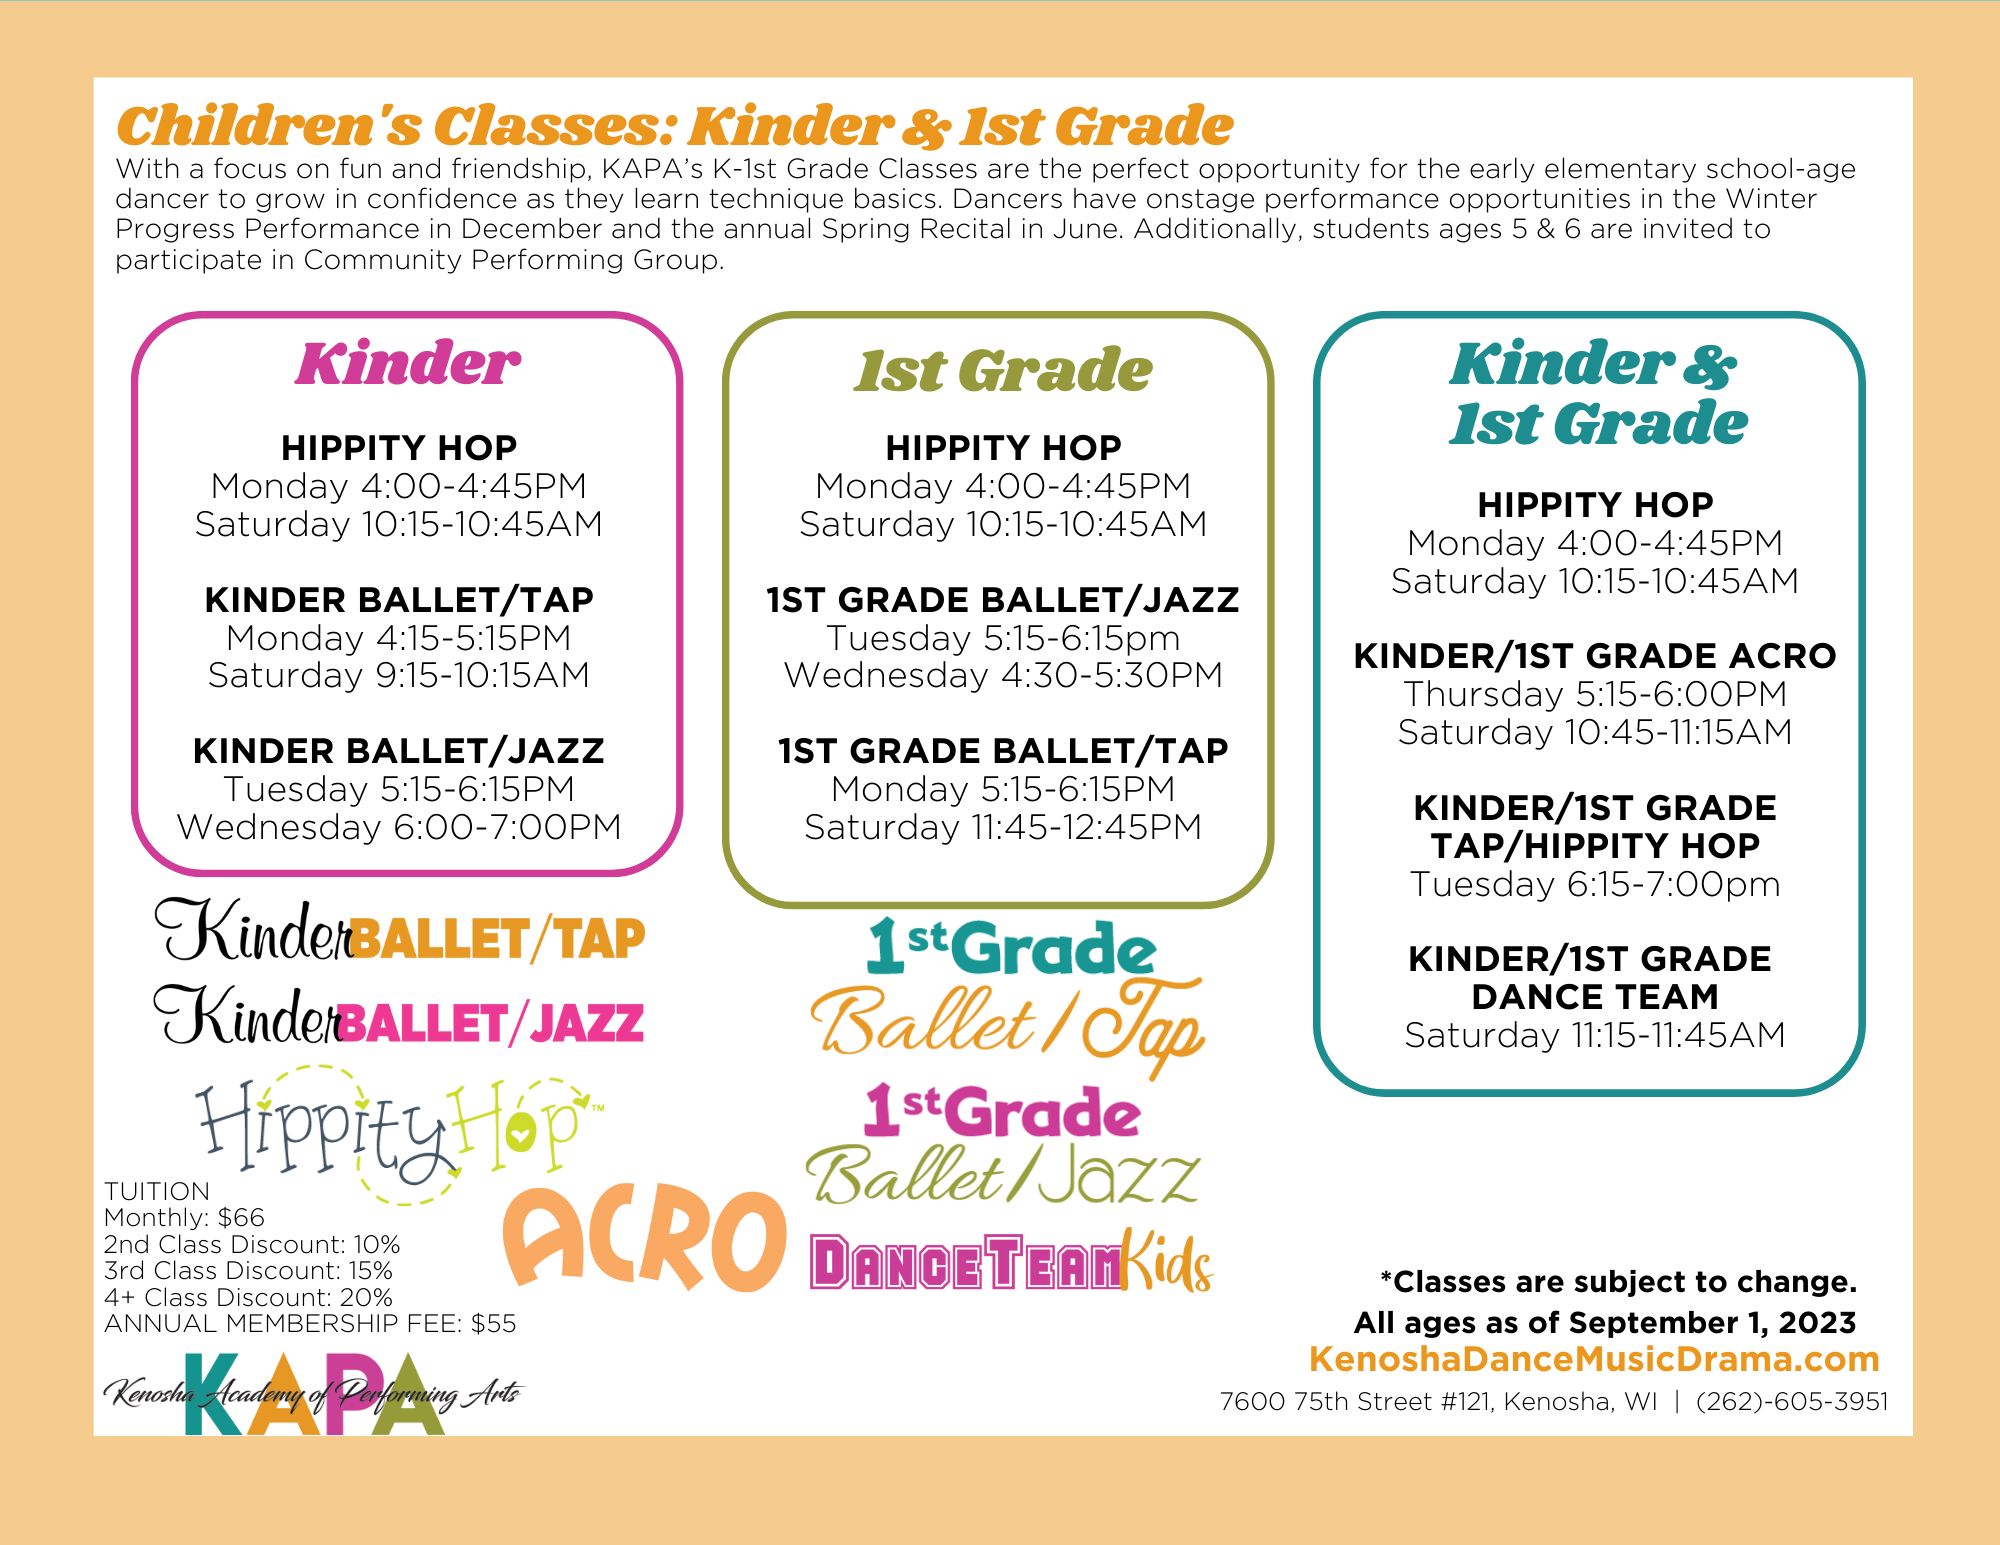 Children's Classes: Kinder & 1st Grade
With a focus on fun and friendship, KAPA's K-1st Grade Classes are the perfect opportunity for the early elementary school-age
dancer to grow in confidence as they learn technique basics. Dancers have onstage performance opportunities in the Winter
Progress Performance in December and the annual Spring Recital in June. Additionally, students ages 5 & 6 are invited to
participate in Community Performing Group.
Kinder
HIPPITY HOP
Monday 4:00-4:45PM
Saturday 10:15-10:45AM
KINDER BALLET/TAP
Monday 4:15-5:15PM
Saturday 9:15-10:15AM
KINDER BALLET/JAZZ
Tuesday 5:15-6:15PM
Wednesday 6:00-7:00PM
1st Grade
HIPPITY HOP
Monday 4:00-4:45PM
Saturday 10:15-10:45AM
1ST GRADE BALLET/JAZZ
Tuesday 5:15-6:15pm
Wednesday 4:30-5:30PM
1ST GRADE BALLET/TAP
Monday 5:15-6:15PM
Saturday 11:45-12:45PM
Kinder &
1st Grade
HIPPITY HOP
Monday 4:00-4:45PM
Saturday 10:15-10:45AM
KINDER/1ST GRADE ACRO
Thursday 5:15-6:00PM
Saturday 10:45-11:15AM
KINDER/1ST GRADE
TAP/HIPPITY HOP
Tuesday 6:15-7:00pm
KINDER/1ST GRADE
DANCE TEAM
Saturday 11:15-11:45AM
Kinder BALLET/TAP
Kinder BALLET/JAZZ
Hippity Hop™
ACRO
1st Grade
Ballet/Tap
1st Grade
Ballet/Jazz
DANCE TEAM Kids
TUITION
Monthly: $66
2nd Class Discount: 10%
3rd Class Discount: 15%
4+ Class Discount: 20%
ANNUAL MEMBERSHIP FEE: $55
KAPA
Kenosha Academy of Performing Arts
*Classes are subject to change.
All ages as of September 1, 2023
KenoshaDanceMusicDrama.com
7600 75th Street #121, Kenosha, WI | (262)-605-3951